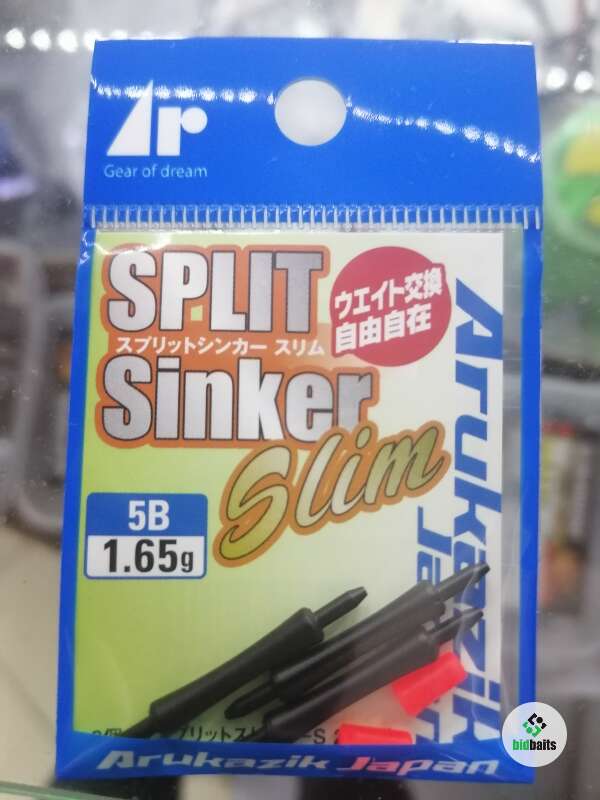 Ar
Gear of dream
SPLIT
スプリットシンカー スリム
Sinker
Slim
ウエイト交換
自由自在
Arukazik
5B
1.65g
Arukazik Japan
bidbaits